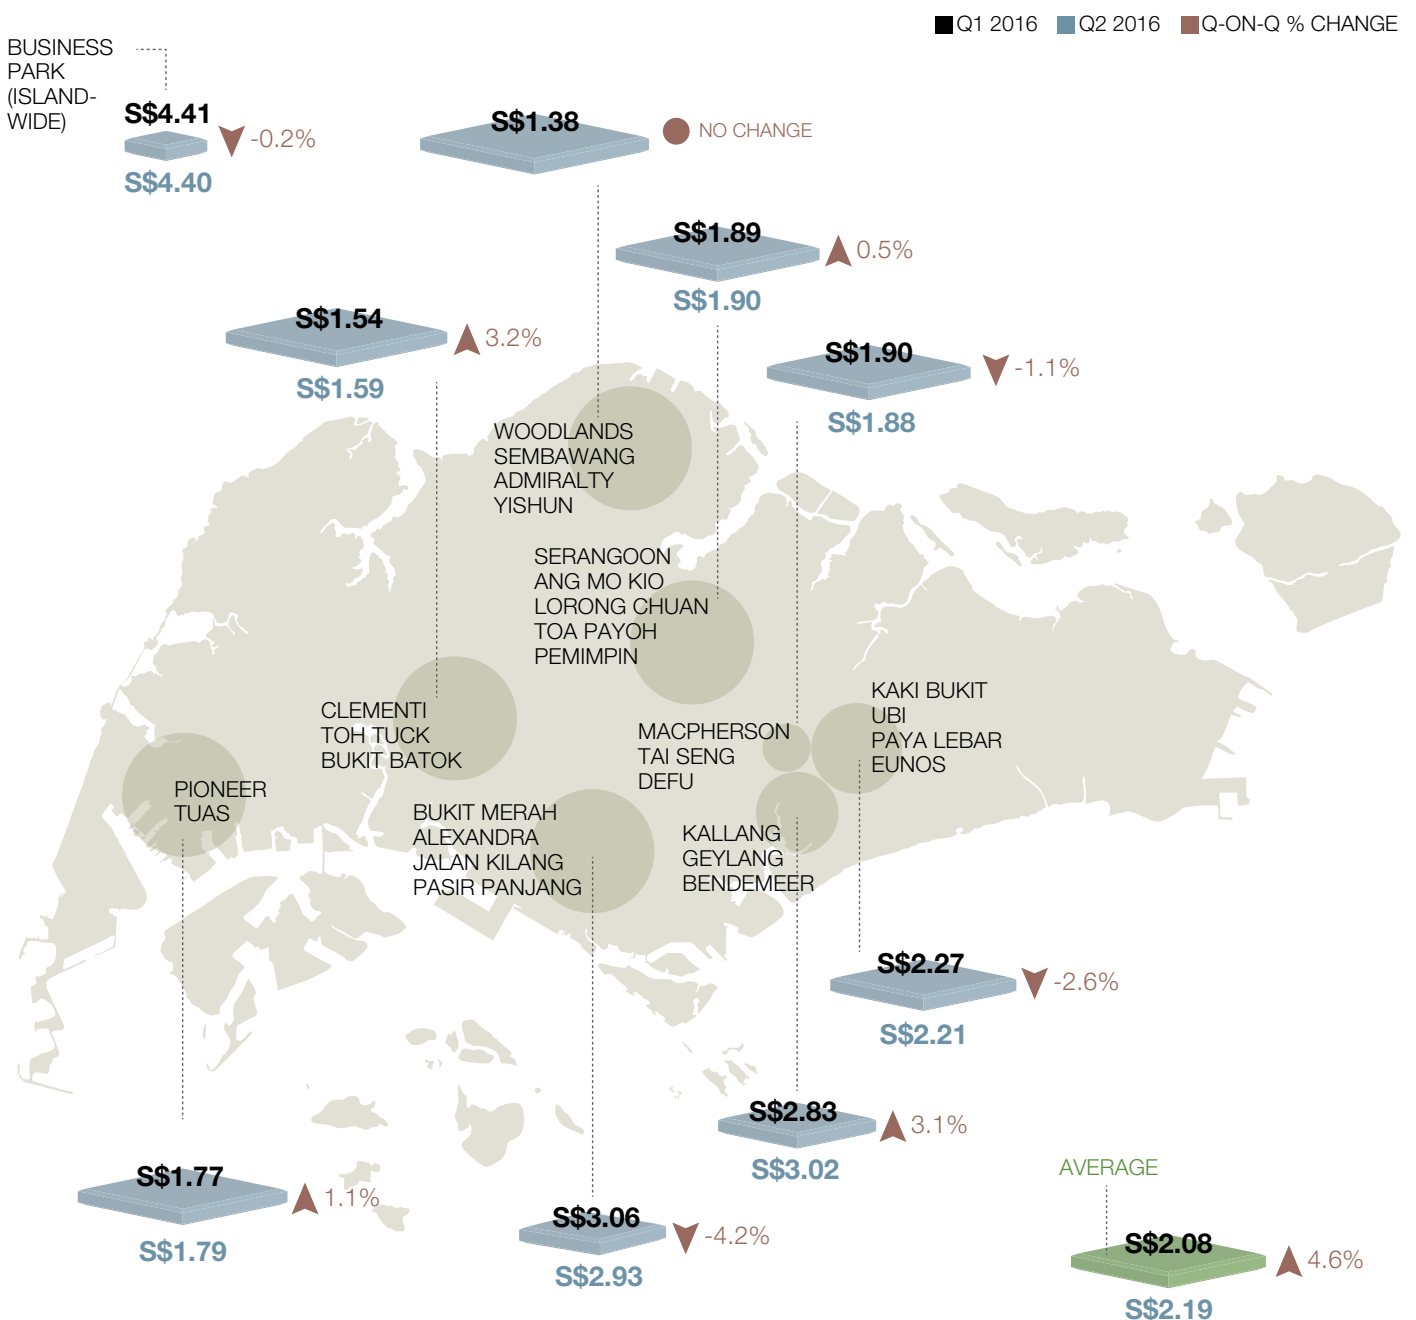 Q1 2016 Q2 2016 Q-ON-Q % CHANGE
BUSINESS
PARK
(ISLAND-
WIDE)
S$4.41
-0.2%
S$4.40
S$1.38
NO CHANGE
S$1.89
0.5%
S$1.90
S$1.54
3.2%
S$1.59
S$1.90
-1.1%
S$1.88
WOODLANDS
SEMBAWANG
ADMIRALTY
YISHUN
SERANGOON
ANG MO KIO
LORONG CHUAN
TOA PAYOH
PEMIMPIN
CLEMENTI
TOH TUCK
BUKIT BATOK
MACPHERSON
TAI SENG
DEFU
KAKI BUKIT
UBI
PAYA LEBAR
EUNOS
PIONEER
TUAS
BUKIT MERAH
ALEXANDRA
JALAN KILANG
PASIR PANJANG
KALLANG
GEYLANG
BENDEMEER
S$2.27
-2.6%
S$2.21
S$2.83
3.1%
S$3.02
S$1.77
1.1%
S$1.79
S$3.06
-4.2%
S$2.93
AVERAGE
S$2.08
4.6%
S$2.19